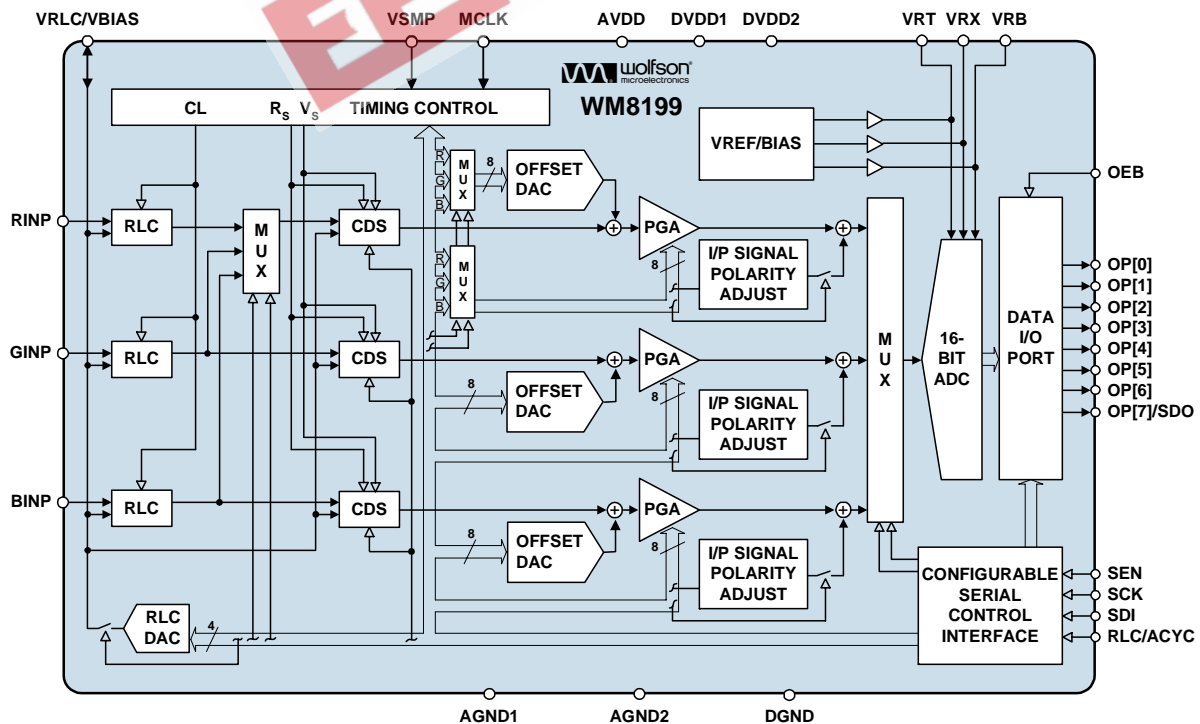 VRLC/VBIAS VSMP MCLK AVDD DVDD1 DVDD2 VRT VRX VRB
wolfson
microelectronics
WM8199
CL RS VS TIMING CONTROL
VREF/BIAS
OEB
R
G
B
MUX
8
OFFSET
DAC
RINP
RLC
MUX
CDS
PGA
8
I/P SIGNAL
POLARITY
ADJUST
R
G
B
MUX
GINP
RLC
CDS
8
OFFSET
DAC
PGA
8
I/P SIGNAL
POLARITY
ADJUST
MUX
16-
BIT
ADC
DATA
I/O
PORT
OP[0]
OP[1]
OP[2]
OP[3]
OP[4]
OP[5]
OP[6]
OP[7]/SDO
BINP
RLC
CDS
8
OFFSET
DAC
PGA
8
I/P SIGNAL
POLARITY
ADJUST
RLC
DAC
4
CONFIGURABLE
SERIAL
CONTROL
INTERFACE
SEN
SCK
SDI
RLC/ACYC
AGND1 AGND2 DGND